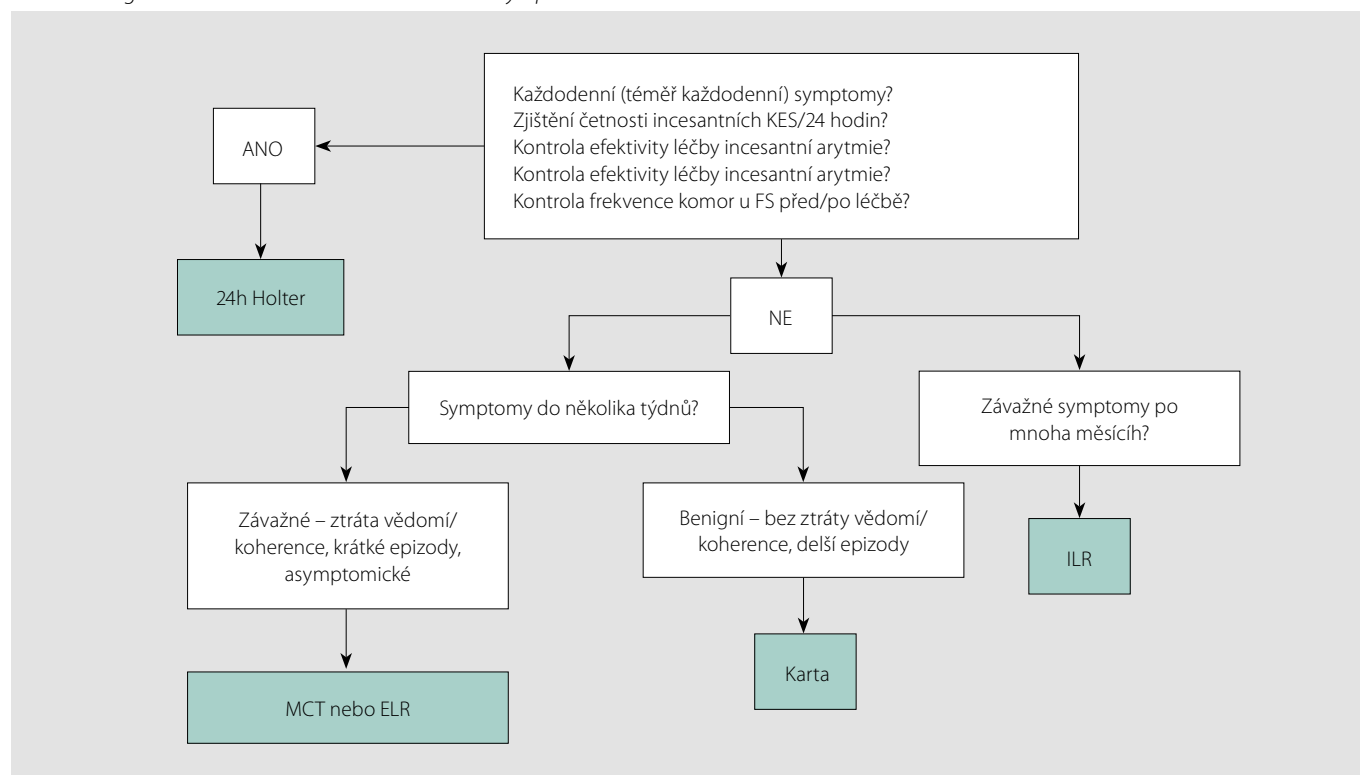 Každodenní (téměř každodenní) symptomy?
Zjištění četnosti incesantních KES/24 hodin?
Kontrola efektivity léčby incesantní arytmie?
Kontrola efektivity léčby incesantní arytmie?
Kontrola frekvence komor u FS před/po léčbě?
ANO
24h Holter
NE
Symptomy do několika týdnů?
Závažné symptomy po
mnoha měsícíh?
Závažné – ztráta vědomí/
koherence, krátké epizody,
asymptomické
Benigní – bez ztráty vědomí/
koherence, delší epizody
ILR
Karta
MCT nebo ELR